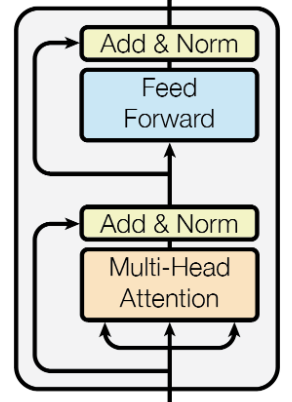 Add & Norm
Feed
Forward
Add & Norm
Multi-Head
Attention